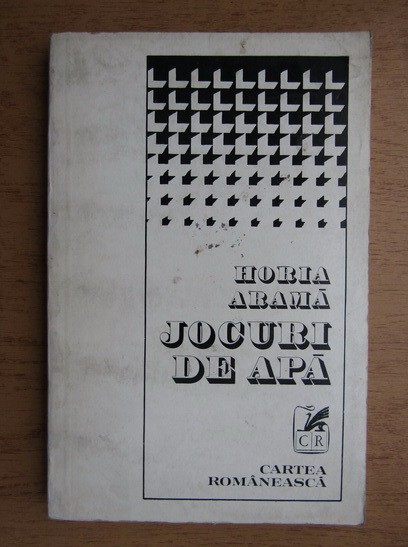 HORIA
ARAMĂ
JOCURI
DE APĂ
CR
CARTEA
ROMÂNEASCĂ